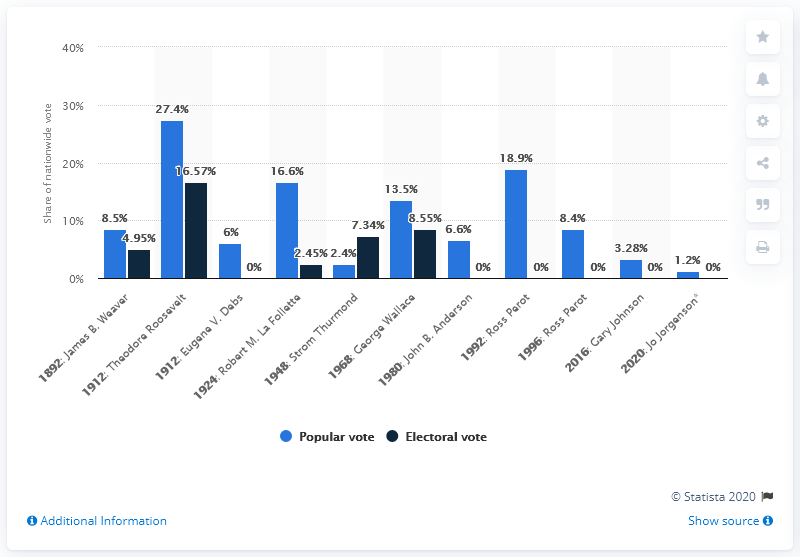 40%
30%
20%
10%
0%
Share of nationwide vote
8.5%
4.95%
27.4%
16.57%
6%
0%
16.6%
2.45%
2.4%
7.34%
13.5%
8.55%
6.6%
0%
18.9%
0%
8.4%
0%
3.28%
0%
1.2%
0%
1892: James B. Weaver
1912: Theodore Roosevelt
1912: Eugene V. Debs
1924: Robert M. La Follette
1948: Strom Thurmond
1968: George Wallace
1980: John B. Anderson
1992: Ross Perot
1996: Ross Perot
2016: Gary Johnson
2020: Jo Jorgenson*
Popular vote Electoral vote
© Statista 2020
Additional Information
Show source